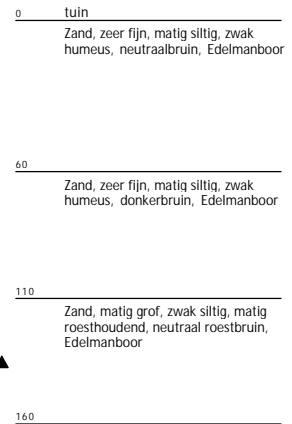 0 tuin
Zand, zeer fijn, matig siltig, zwak
humeus, neutraalbruin, Edelmanboor
60
Zand, zeer fijn, matig siltig, zwak
humeus, donkerbruin, Edelmanboor
110
Zand, matig grof, zwak siltig, matig
roesthoudend, neutraal roestbruin,
Edelmanboor
160